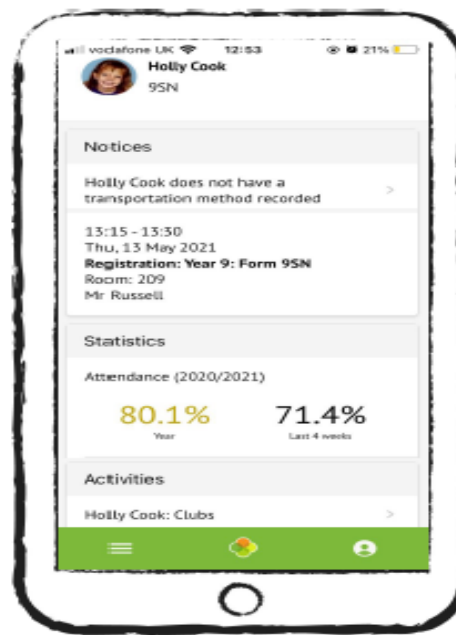 vodafone UK 12:53 21%
Holly Cook
9SN
Notices
Holly Cook does not have a
transportation method recorded
13:15 - 13:30
Thu, 13 May 2021
Registration: Year 9: Form 9SN
Room: 209
Mr Russell
Statistics
Attendance (2020/2021)
80.1% 71.4%
Year Last 4 weeks
Activities
Holly Cook: Clubs